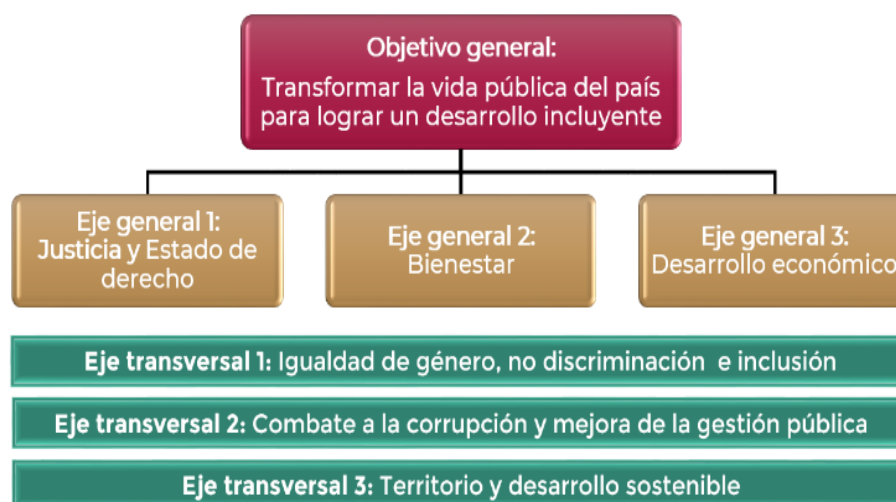 Objetivo general:
Transformar la vida pública del país
para lograr un desarrollo incluyente
Eje general 1:
Justicia y Estado de
derecho
Eje general 2:
Bienestar
Eje general 3:
Desarrollo económico
Eje transversal 1: Igualdad de género, no discriminación e inclusión
Eje transversal 2: Combate a la corrupción y mejora de la gestión pública
Eje transversal 3: Territorio y desarrollo sostenible